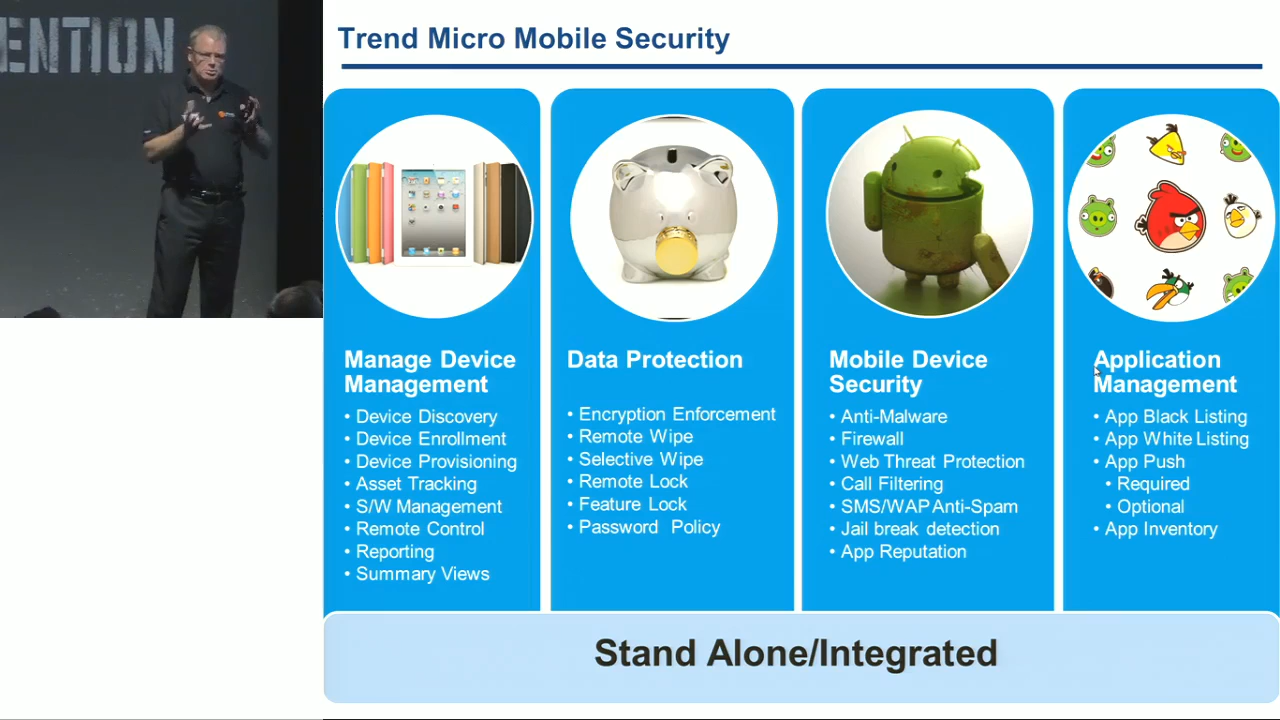 ENTION
Trend Micro Mobile Security
Manage Device
Management
• Device Discovery
• Device Enrollment
• Device Provisioning
• Asset Tracking
• S/W Management
• Remote Control
• Reporting
• Summary Views
Data Protection
• Encryption Enforcement
• Remote Wipe
• Selective Wipe
• Remote Lock
• Feature Lock
• Password Policy
Mobile Device
Security
• Anti-Malware
• Firewall
• Web Threat Protection
• Call Filtering
• SMS/WAP Anti-Spam
• Jail break detection
• App Reputation
Application
Management
• App Black Listing
• App White Listing
• App Push
• Required
• Optional
• App Inventory
Stand Alone/Integrated